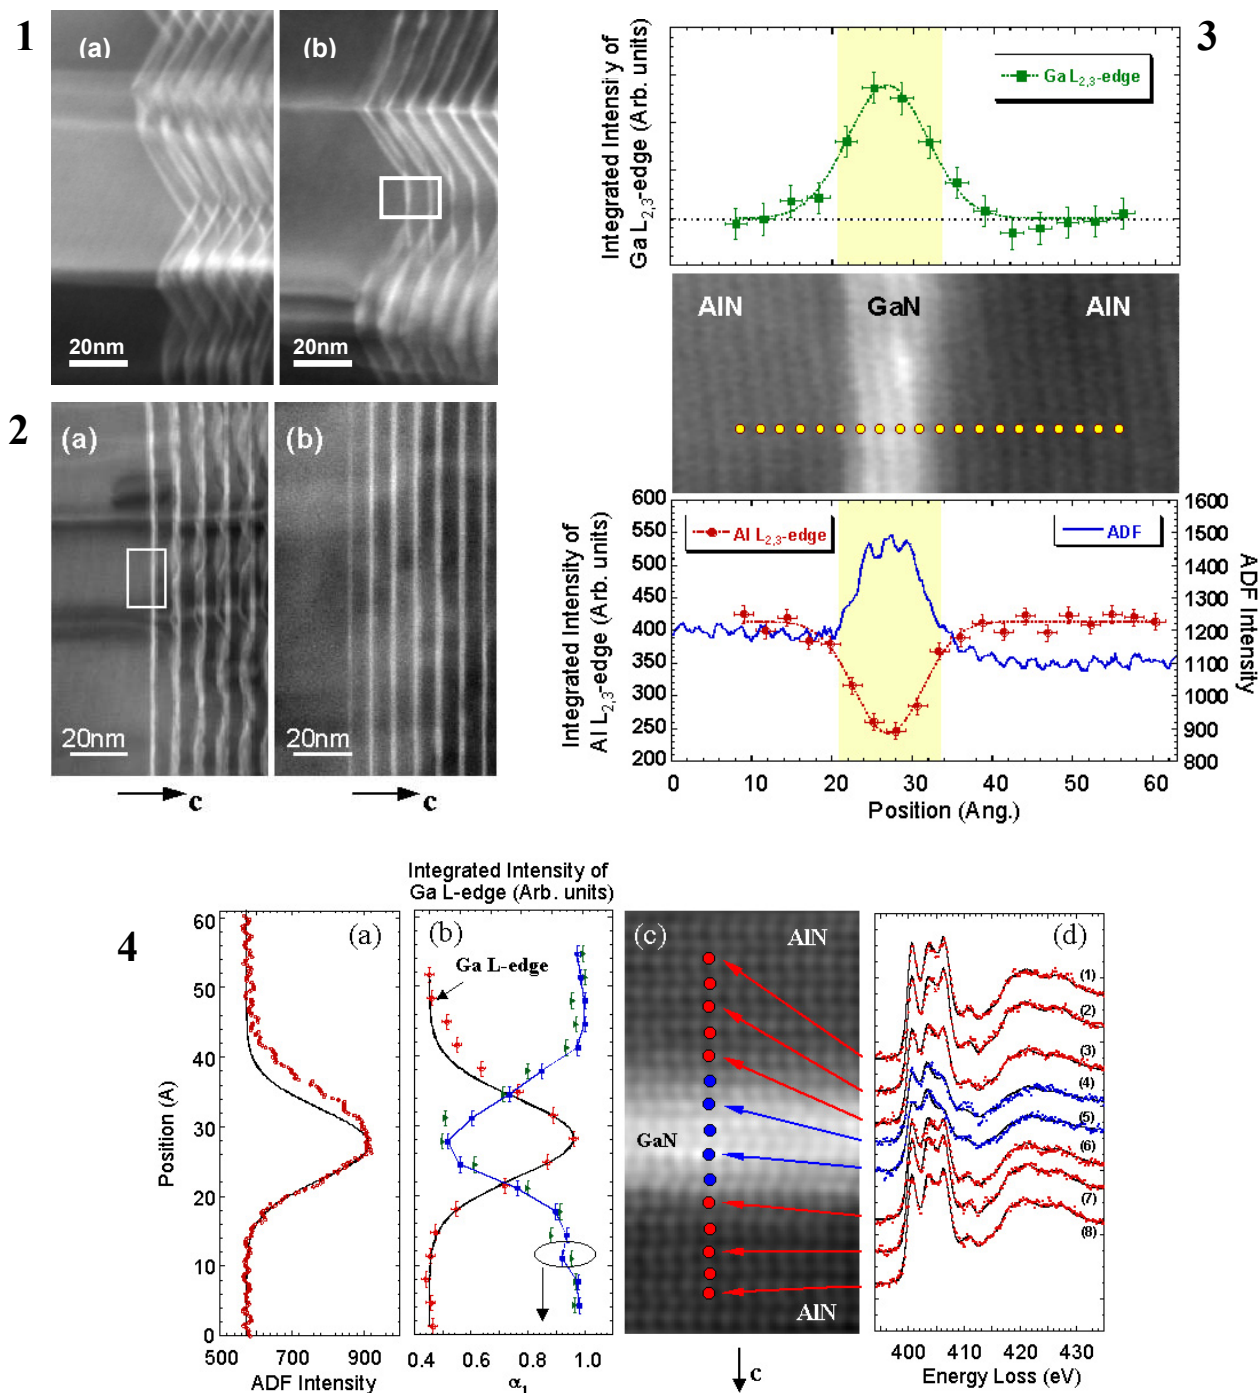 1
(a)
20nm
(b)
20nm
2
(a)
20nm
c
(b)
20nm
c
3
Integrated Intensity of
Ga L2,3-edge (Arb. units)
Ga L2,3-edge
AlN
GaN
AlN
Integrated Intensity of
Al L2,3-edge (Arb. units)
600
550
500
450
400
350
300
250
200
Al L2,3-edge
ADF
1600
1500
1400
1300
1200
1100
1000
900
800
ADF Intensity
0 10 20 30 40 50 60
Position (Ang.)
4
Position (A)
60
50
40
30
20
10
0
(a)
500 700 900
ADF Intensity
Integrated Intensity of
Ga L-edge (Arb. units)
(b)
Ga L-edge
0.4 0.6 0.8 1.0
α1
(c)
AlN
GaN
AlN
c
(d)
(1)
(2)
(3)
(4)
(5)
(6)
(7)
(8)
400 410 420 430
Energy Loss (eV)